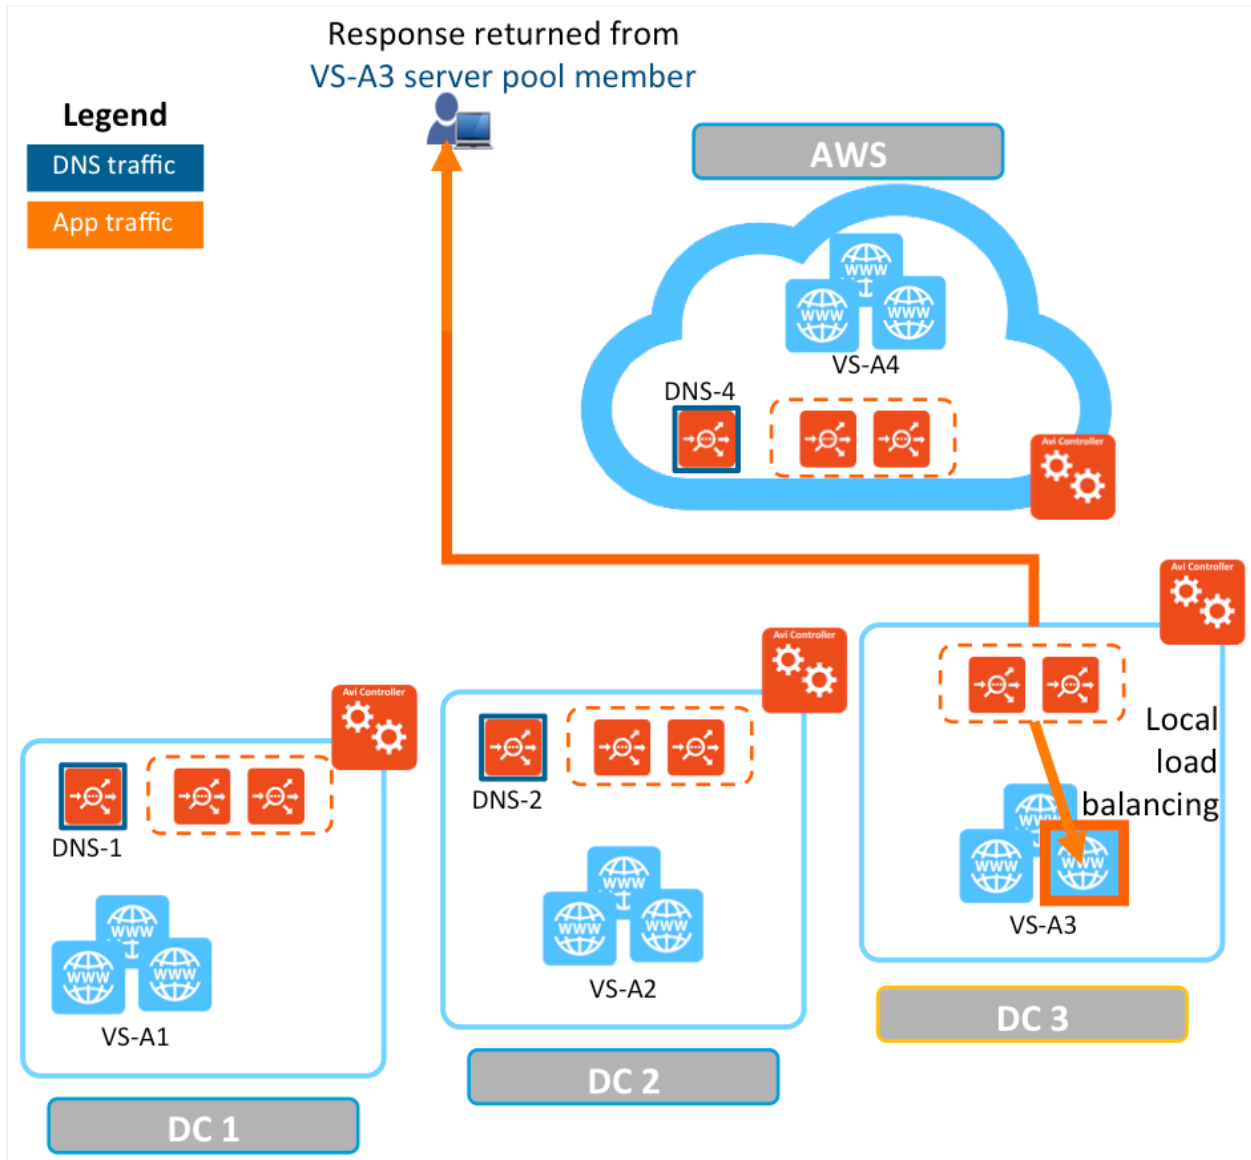 Response returned from
VS-A3 server pool member
Legend
DNS traffic
App traffic
AWS
WWW
WWW
WWW
VS-A4
DNS-4
Avi Controller
Avi Controller
Local
load
balancing
WWW
WWW
VS-A3
DC 3
Avi Controller
DNS-2
WWW
WWW
WWW
VS-A2
DC 2
Avi Controller
DNS-1
WWW
WWW
WWW
VS-A1
DC 1